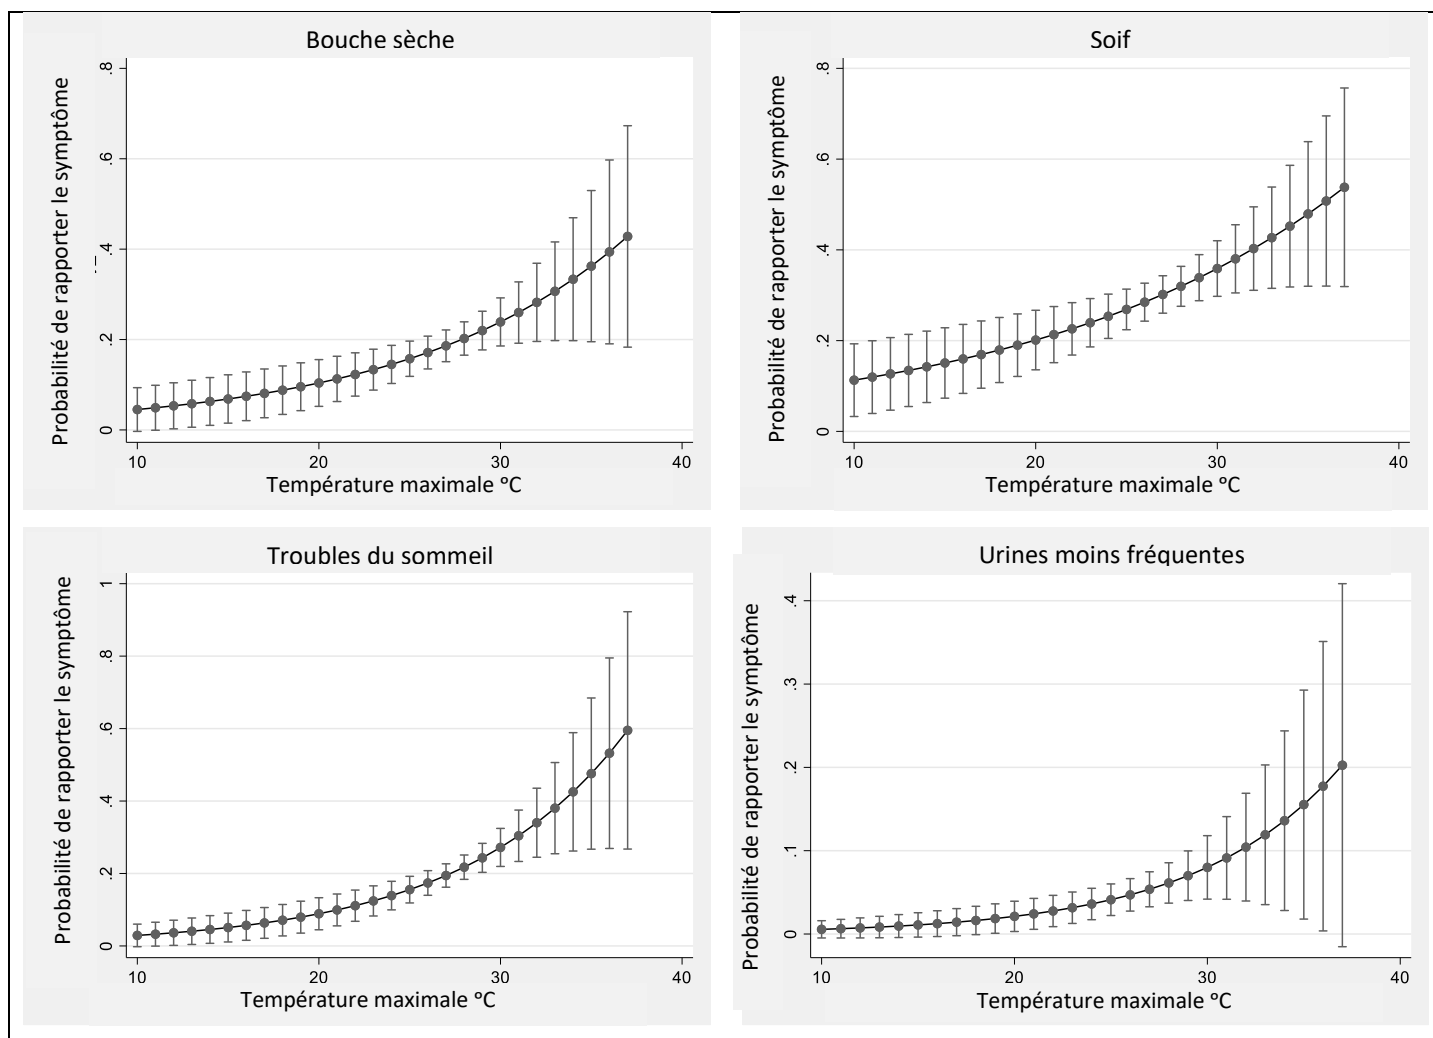 Bouche sèche
Probabilité de rapporter le symptôme
.8
.6
.4
.2
0
10 20 30 40
Température maximale °C
Soif
Probabilité de rapporter le symptôme
.8
.6
.4
.2
0
10 20 30 40
Température maximale °C
Troubles du sommeil
Probabilité de rapporter le symptôme
1
.8
.6
.4
.2
0
10 20 30 40
Température maximale °C
Urines moins fréquentes
Probabilité de rapporter le symptôme
.4
.3
.2
.1
0
10 20 30 40
Température maximale °C